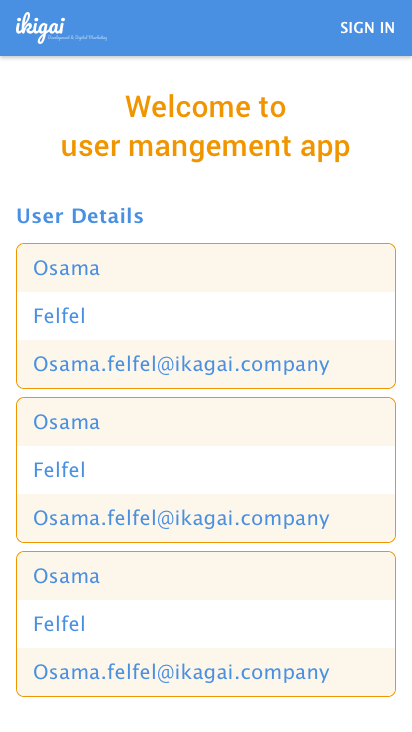 ikigai
Development & Digital Marketing
SIGN IN
Welcome to
user mangement app
User Details
Osama
Felfel
Osama.felfel@ikagai.company
Osama
Felfel
Osama.felfel@ikagai.company
Osama
Felfel
Osama.felfel@ikagai.company